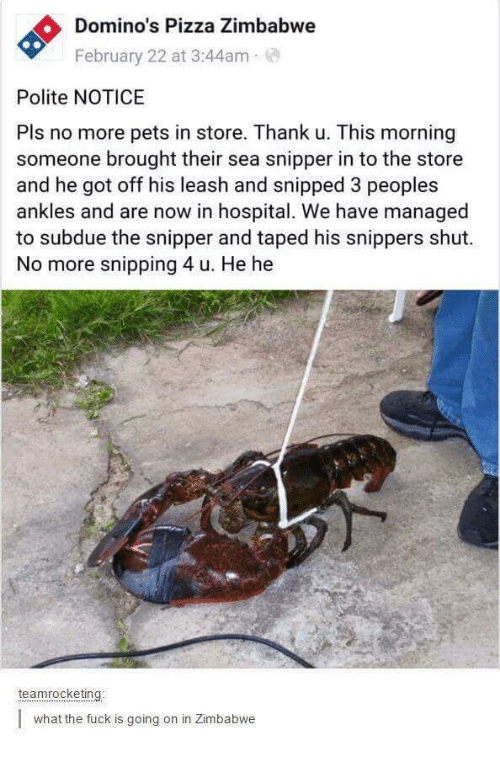 Domino's Pizza Zimbabwe
February 22 at 3:44am ·
Polite NOTICE
Pls no more pets in store. Thank u. This morning
someone brought their sea snipper in to the store
and he got off his leash and snipped 3 peoples
ankles and are now in hospital. We have managed
to subdue the snipper and taped his snippers shut.
No more snipping 4 u. He he
teamrocketing:
what the fuck is going on in Zimbabwe